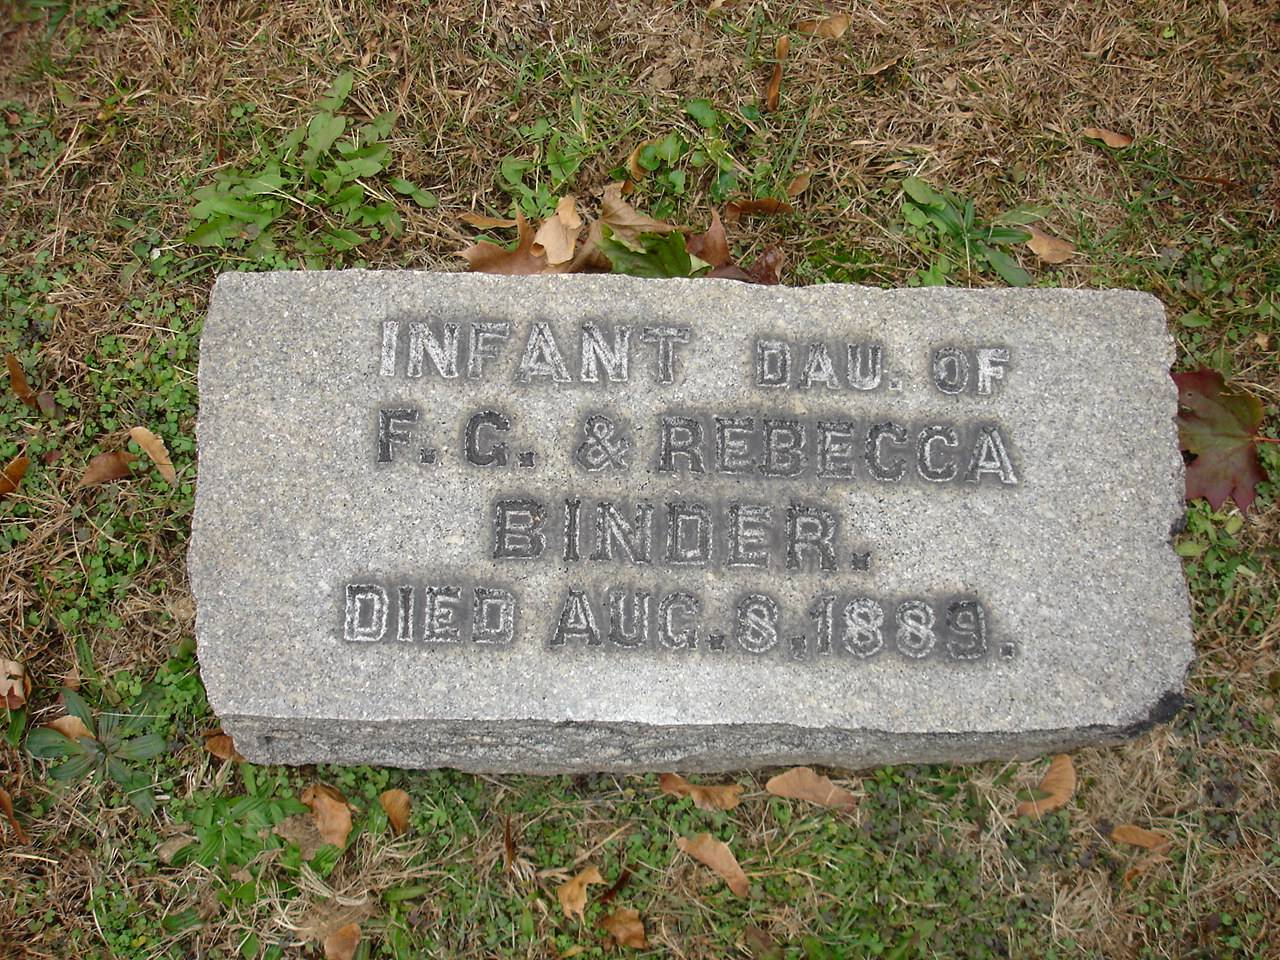 INFANT DAU. OF
F. G. & REBECCA
BINDER.
DIED AUG. 8, 1889.